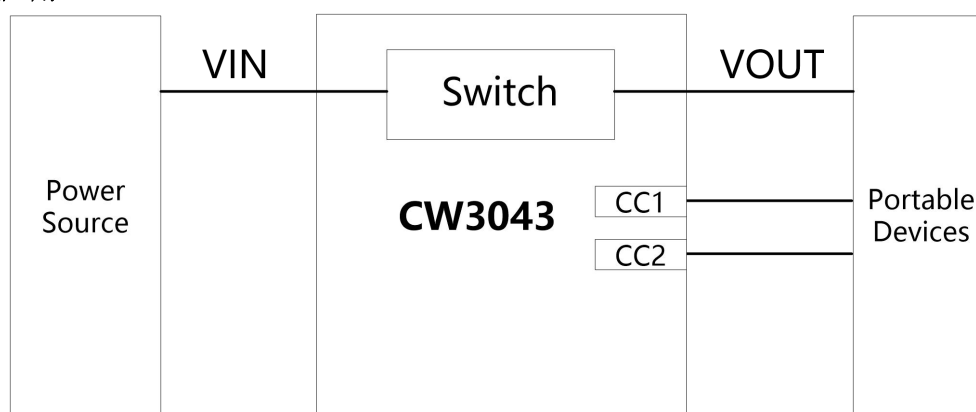 VIN
VOUT
Switch
Power
Source
CW3043
CC1
CC2
Portable
Devices